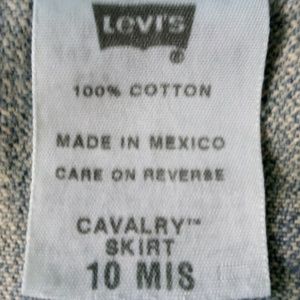 LEVI'S
®
100% COTTON
MADE IN MEXICO
CARE ON REVERSE
CAVALRY™
SKIRT
10 MIS